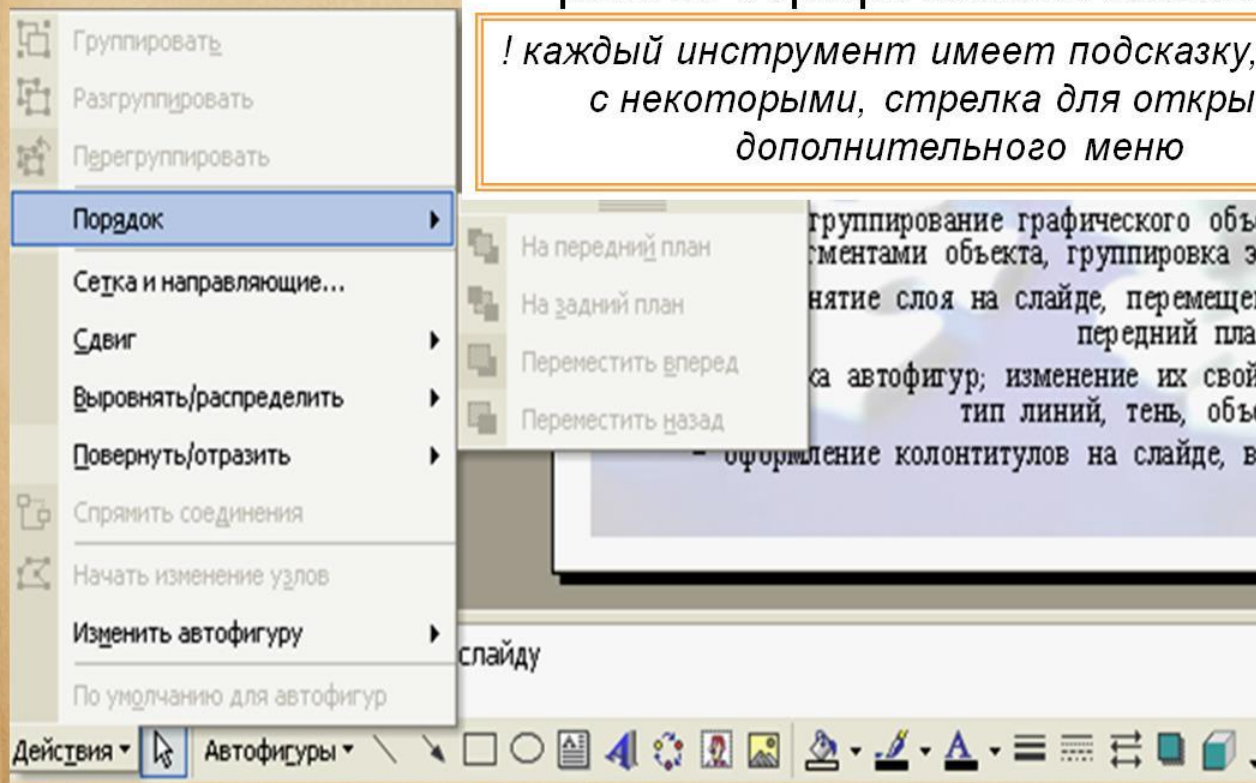 Группировать
Разгруппировать
Перегруппировать
Порядок
Сетка и направляющие...
Сдвиг
Выровнять/распределить
Повернуть/отразить
Спрямить соединения
Начать изменение узлов
Изменить автофигуру
По умолчанию для автофигур
! каждый инструмент имеет подсказку,
с некоторыми, стрелка для откры
дополнительного меню
На передний план
На задний план
Переместить вперед
Переместить назад
группирование графического объе
ментами объекта, группировка э
нятие слоя на слайде, перемещен
передний пла
ка автофигур; изменение их свой
тип линий, тень, объе
- оформление колонтитулов на слайде, в
слайду
Действия Автофигуры